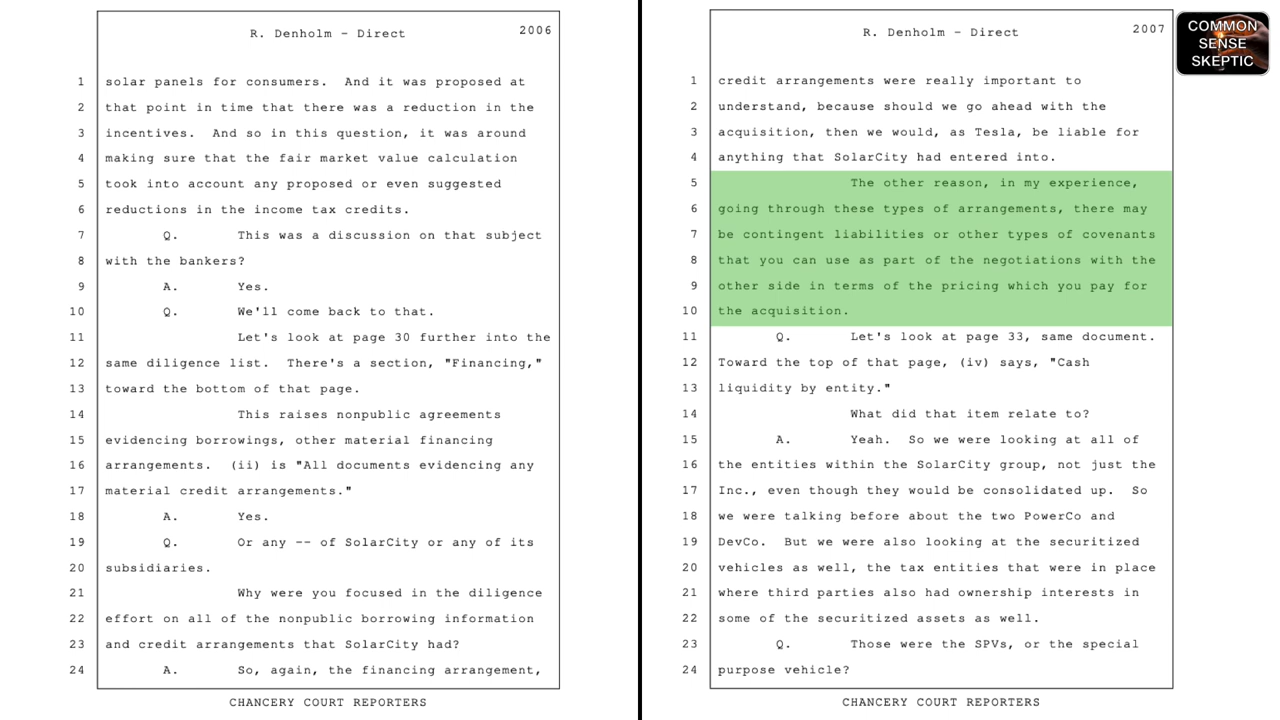 R. Denholm - Direct
2006
1 solar panels for consumers. And it was proposed at
2 that point in time that there was a reduction in the
3 incentives. And so in this question, it was around
4 making sure that the fair market value calculation
5 took into account any proposed or even suggested
6 reductions in the income tax credits.
7 Q. This was a discussion on that subject
8 with the bankers?
9 A. Yes.
10 Q. We'll come back to that.
11 Let's look at page 30 further into the
12 same diligence list. There's a section, "Financing,"
13 toward the bottom of that page.
14 This raises nonpublic agreements
15 evidencing borrowings, other material financing
16 arrangements. (ii) is "All documents evidencing any
17 material credit arrangements."
18 A. Yes.
19 Q. Or any -- of SolarCity or any of its
20 subsidiaries.
21 Why were you focused in the diligence
22 effort on all of the nonpublic borrowing information
23 and credit arrangements that SolarCity had?
24 A. So, again, the financing arrangement,
CHANCERY COURT REPORTERS
R. Denholm - Direct
2007
1 credit arrangements were really important to
2 understand, because should we go ahead with the
3 acquisition, then we would, as Tesla, be liable for
4 anything that SolarCity had entered into.
5 The other reason, in my experience,
6 going through these types of arrangements, there may
7 be contingent liabilities or other types of covenants
8 that you can use as part of the negotiations with the
9 other side in terms of the pricing which you pay for
10 the acquisition.
11 Q. Let's look at page 33, same document.
12 Toward the top of that page, (iv) says, "Cash
13 liquidity by entity."
14 What did that item relate to?
15 A. Yeah. So we were looking at all of
16 the entities within the SolarCity group, not just the
17 Inc., even though they would be consolidated up. So
18 we were talking before about the two PowerCo and
19 DevCo. But we were also looking at the securitized
20 vehicles as well, the tax entities that were in place
21 where third parties also had ownership interests in
22 some of the securitized assets as well.
23 Q. Those were the SPVs, or the special
24 purpose vehicle?
CHANCERY COURT REPORTERS
COMMON
SENSE
SKEPTIC